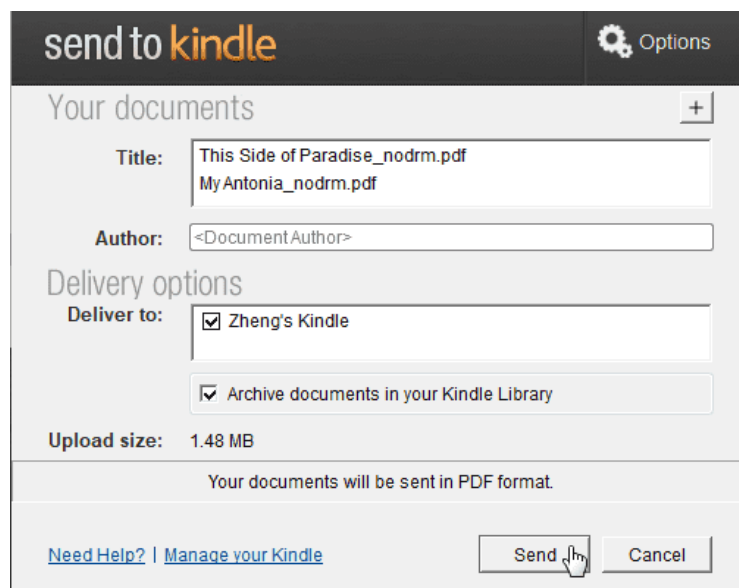 send to kindle
Options
Your documents
+
Title:
This Side of Paradise_nodrm.pdf
My Antonia_nodrm.pdf
Author:
<DocumentAuthor>
Delivery options
Deliver to:
Zheng's Kindle
Archive documents in your Kindle Library
Upload size: 1.48 MB
Your documents will be sent in PDF format.
Need Help? | Manage your Kindle
Send
Cancel